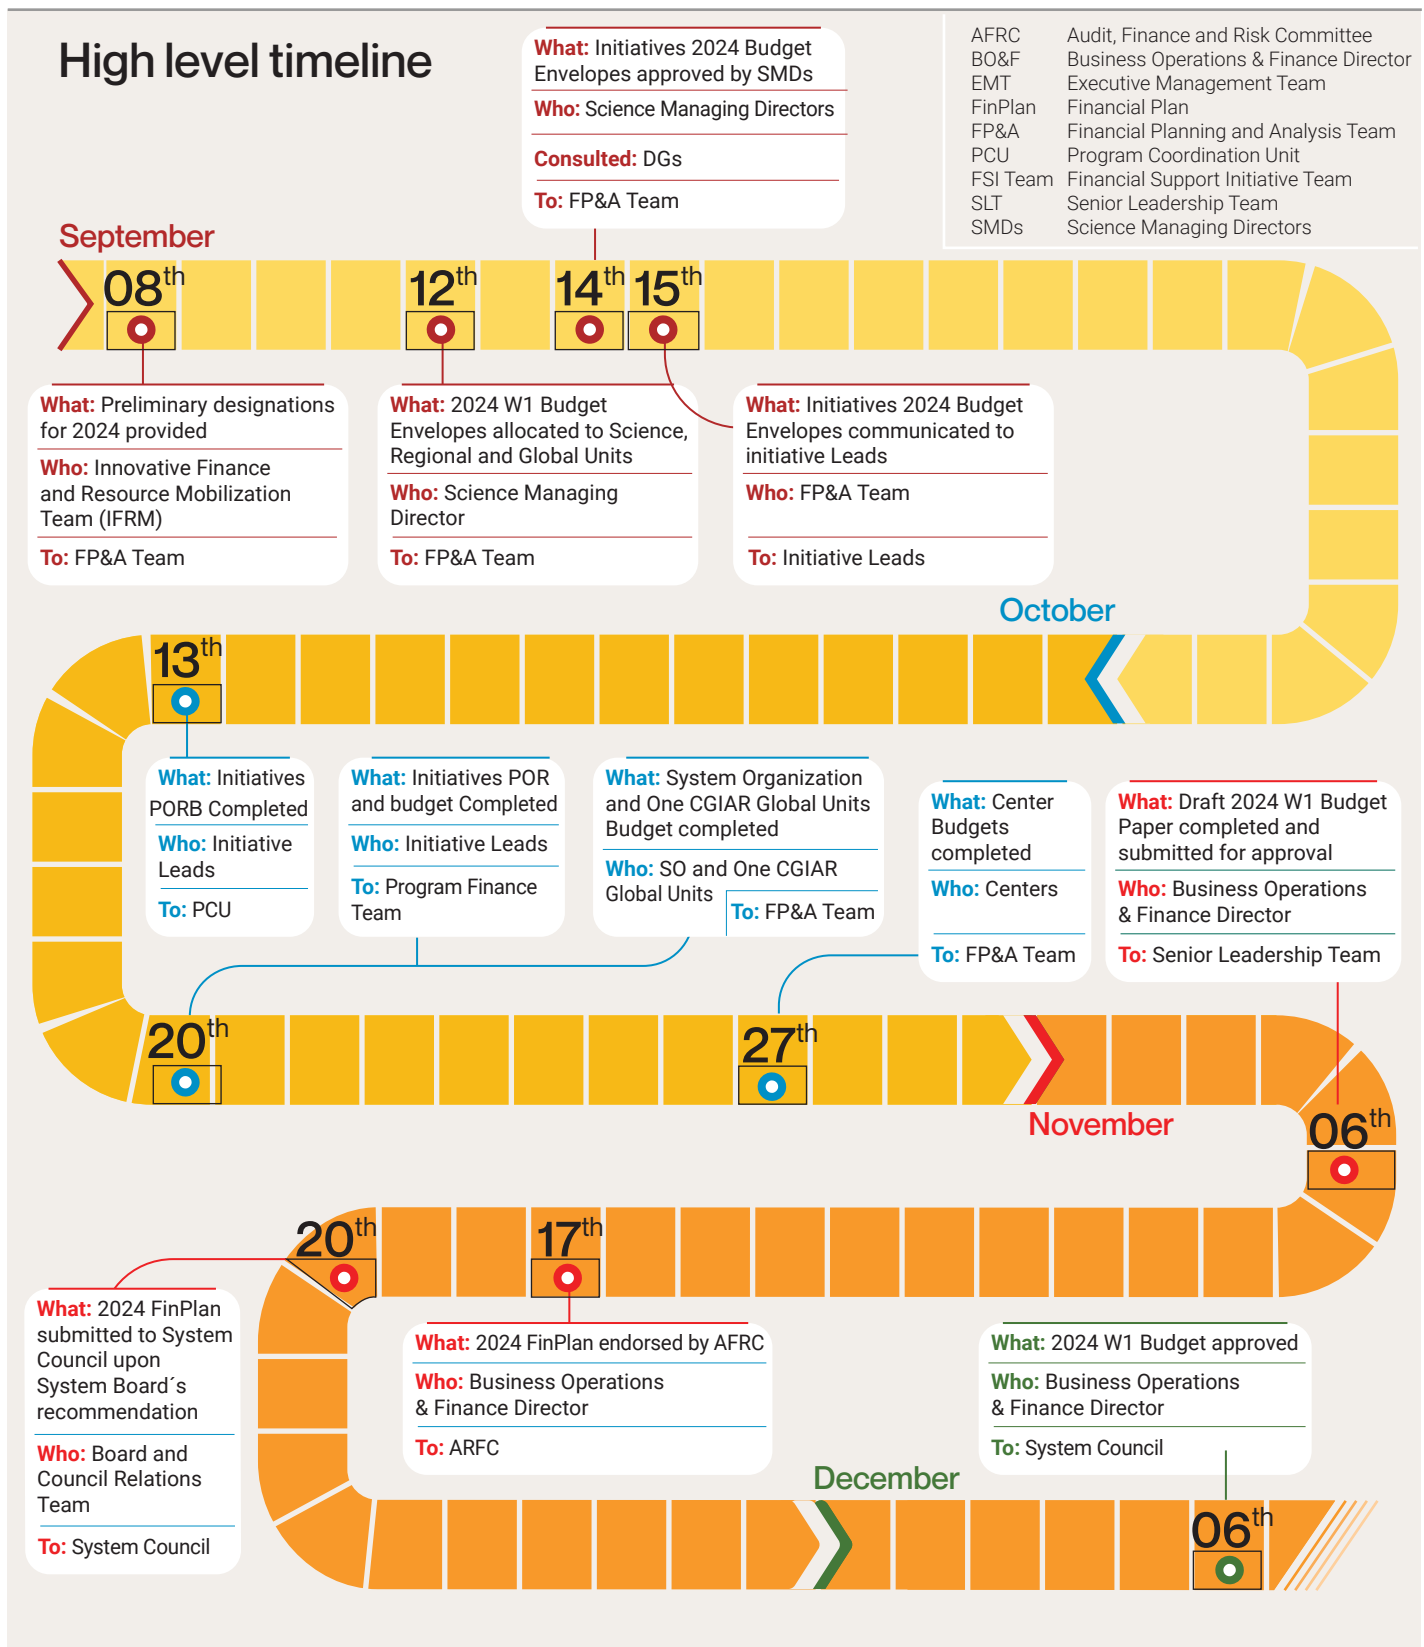 High level timeline
What: Initiatives 2024 Budget
Envelopes approved by SMDs
Who: Science Managing Directors
Consulted: DGs
To: FP&A Team
AFRC Audit, Finance and Risk Committee
BO&F Business Operations & Finance Director
EMT Executive Management Team
FinPlan Financial Plan
FP&A Financial Planning and Analysis Team
PCU Program Coordination Unit
FSI Team Financial Support Initiative Team
SLT Senior Leadership Team
SMDs Science Managing Directors
September
08th
12th
14th
15th
What: Preliminary designations
for 2024 provided
Who: Innovative Finance
and Resource Mobilization
Team (IFRM)
To: FP&A Team
What: 2024 W1 Budget
Envelopes allocated to Science,
Regional and Global Units
Who: Science Managing
Director
To: FP&A Team
What: Initiatives 2024 Budget
Envelopes communicated to
initiative Leads
Who: FP&A Team
To: Initiative Leads
October
13th
What: Initiatives
PORB Completed
Who: Initiative
Leads
To: PCU
What: Initiatives POR
and budget Completed
Who: Initiative Leads
To: Program Finance
Team
What: System Organization
and One CGIAR Global Units
Budget completed
Who: SO and One CGIAR
Global Units
To: FP&A Team
What: Center
Budgets
completed
Who: Centers
To: FP&A Team
What: Draft 2024 W1 Budget
Paper completed and
submitted for approval
Who: Business Operations
& Finance Director
To: Senior Leadership Team
20th
27th
November
06th
20th
17th
What: 2024 FinPlan
submitted to System
Council upon
System Board´s
recommendation
Who: Board and
Council Relations
Team
To: System Council
What: 2024 FinPlan endorsed by AFRC
Who: Business Operations
& Finance Director
To: ARFC
What: 2024 W1 Budget approved
Who: Business Operations
& Finance Director
To: System Council
December
06th